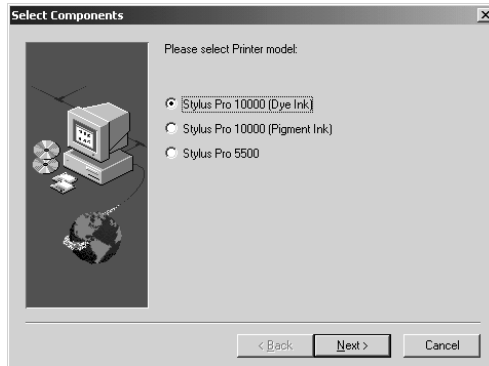 Select Components
Please select Printer model:
Stylus Pro 10000 (Dye Ink)
Stylus Pro 10000 (Pigment Ink)
Stylus Pro 5500
< Back
Next >
Cancel